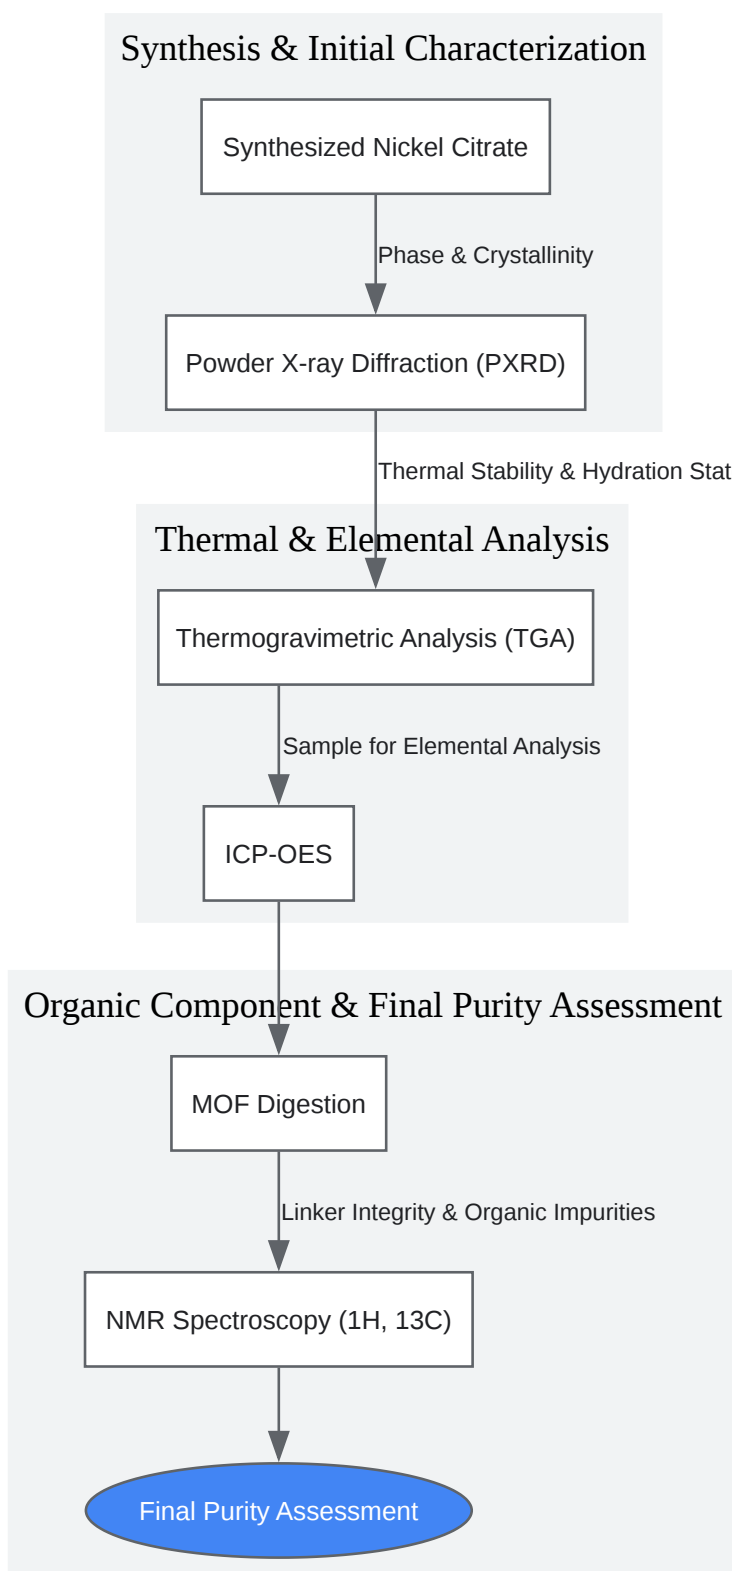 Synthesis & Initial Characterization
Synthesized Nickel Citrate
Phase & Crystallinity
Powder X-ray Diffraction (PXRD)
Thermal Stability & Hydration Stat
Thermal & Elemental Analysis
Thermogravimetric Analysis (TGA)
Sample for Elemental Analysis
ICP-OES
Organic Component & Final Purity Assessment
MOF Digestion
Linker Integrity & Organic Impurities
NMR Spectroscopy (1H, 13C)
Final Purity Assessment